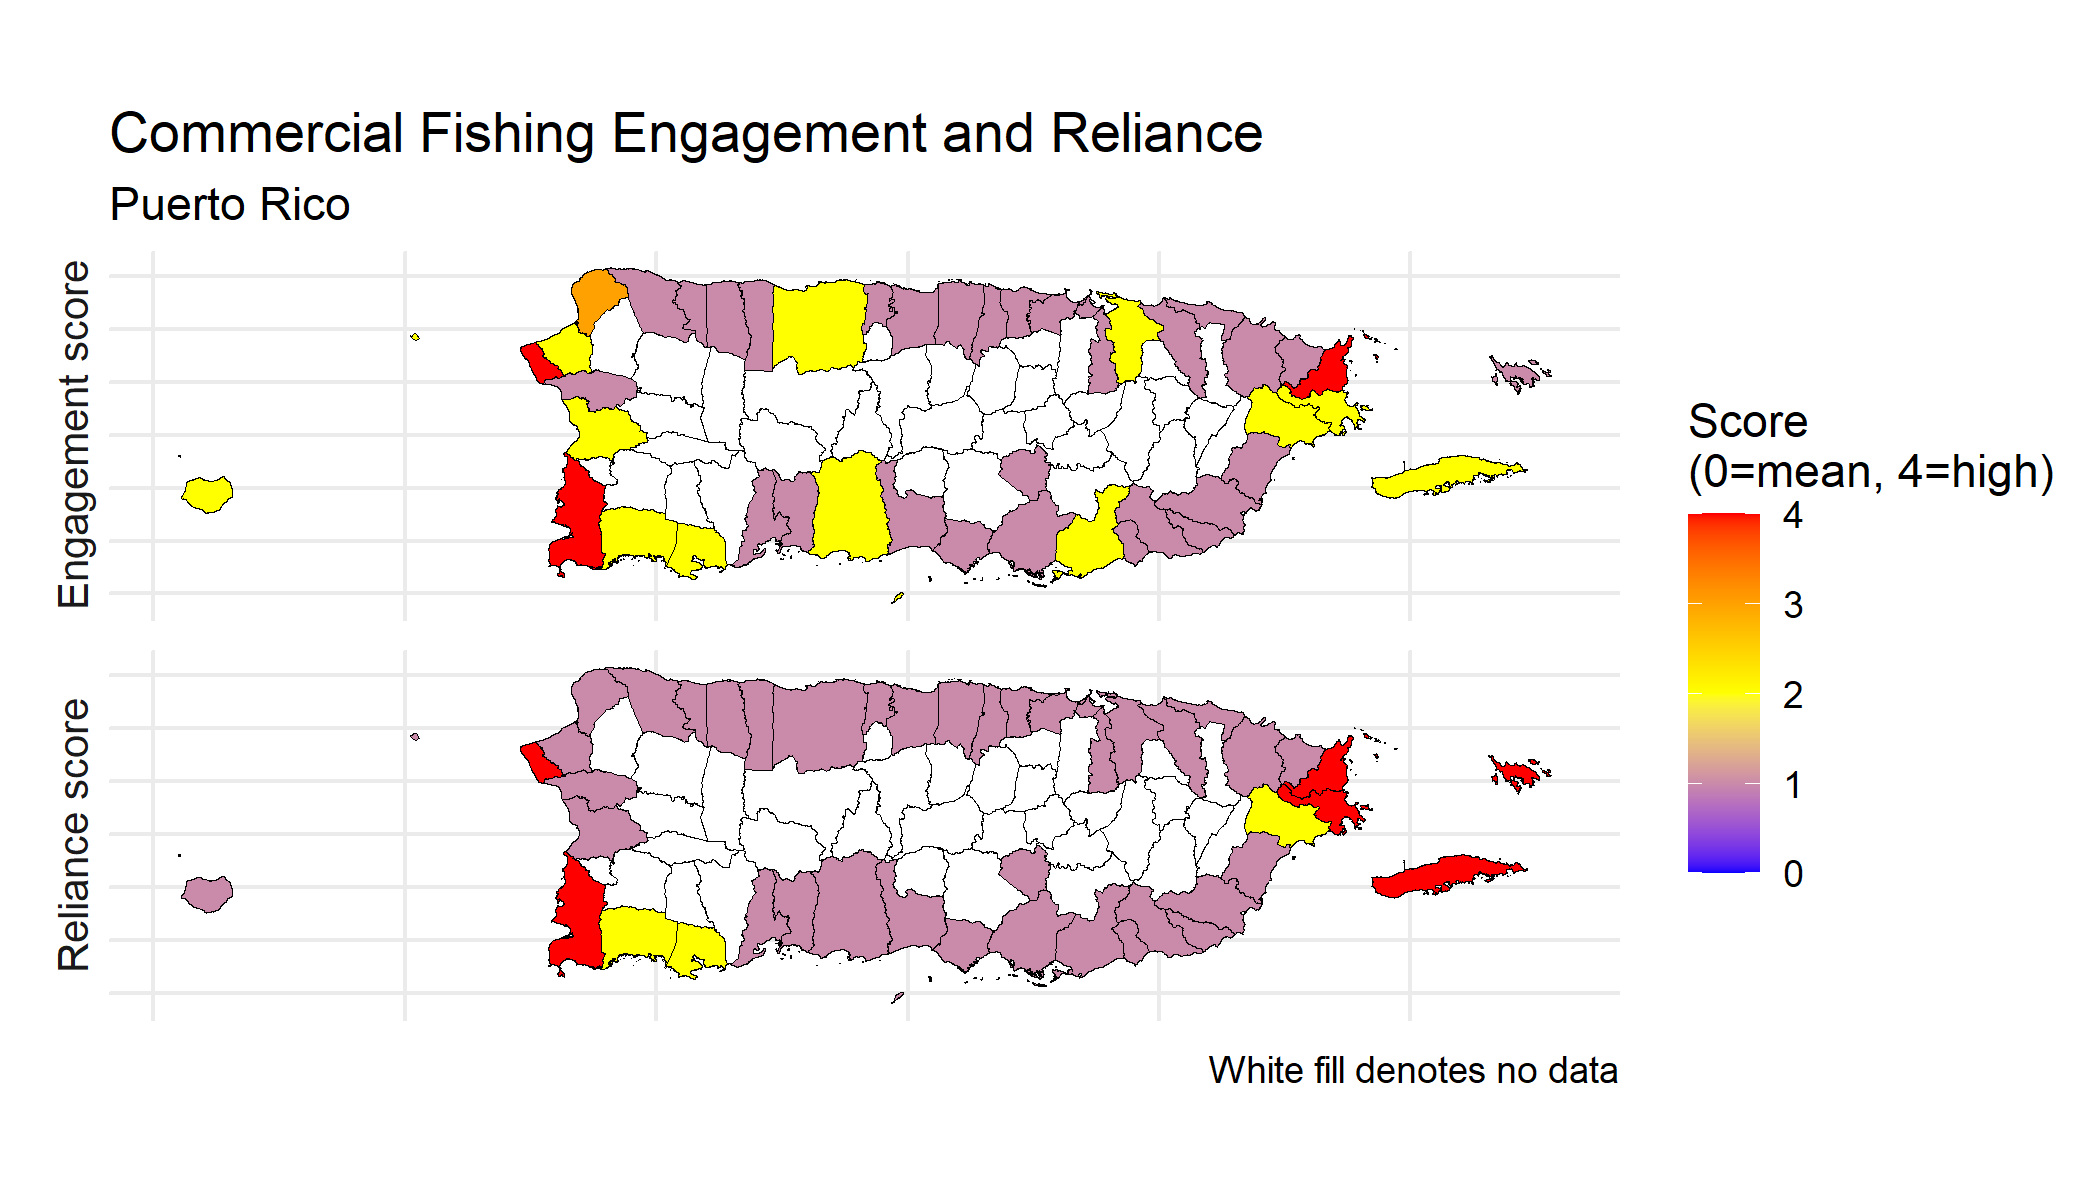 Commercial Fishing Engagement and Reliance
Puerto Rico
Engagement score
Reliance score
Score
(0=mean, 4=high)
4
3
2
1
0
White fill denotes no data